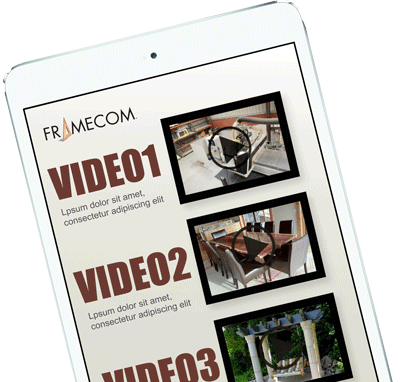 FRAMECOM
VIDEO1
Lpsum dolor sit amet,
consectetur adipiscing elit
VIDEO2
Lpsum dolor sit amet,
consectetur adipiscing elit
VIDEO3